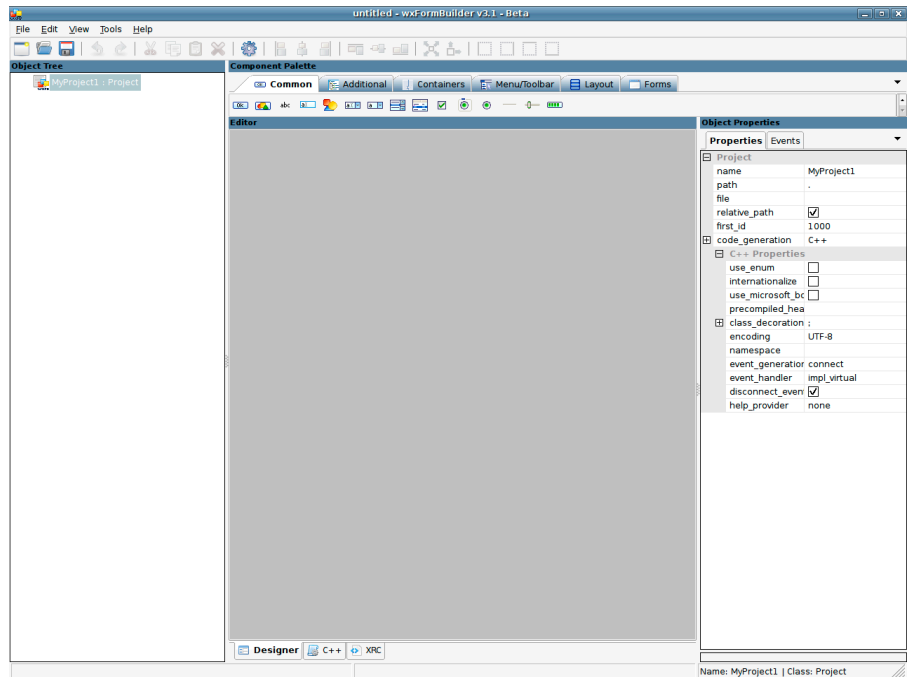 untitled - wxFormBuilder v3.1 - Beta
File Edit View Tools Help
Object Tree
MyProject1 : Project
Component Palette
Common Additional Containers Menu/Toolbar Layout Forms
OK abc
Editor
Object Properties
Properties Events
Project
name MyProject1
path .
file
relative_path
first_id 1000
code_generation C++
C++ Properties
use_enum
internationalize
use_microsoft_bo
precompiled_hea
class_decoration ;
encoding UTF-8
namespace
event_generation connect
event_handler impl_virtual
disconnect_even
help_provider none
Designer C++ XRC
Name: MyProject1 | Class: Project